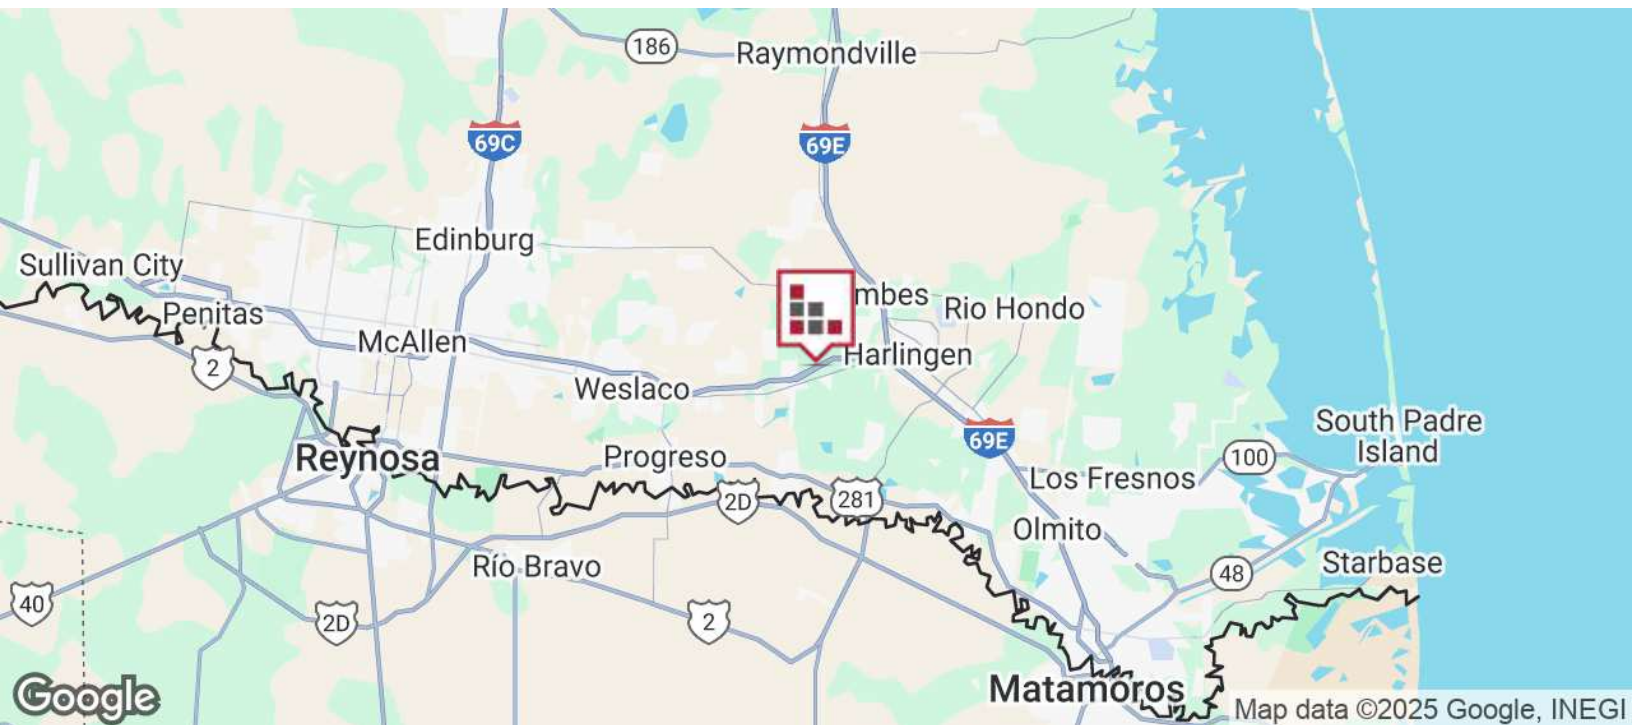 186
Raymondville
69C
69E
Edinburg
Sullivan City
mbes
Rio Hondo
Penitas
McAllen
Harlingen
2
Weslaco
South Padre
Island
69E
Reynosa
Progreso
100
Los Fresnos
2D
281
Olmito
Río Bravo
Starbase
48
40
2D
2
Matamoros
Google
Map data ©2025 Google, INEGI